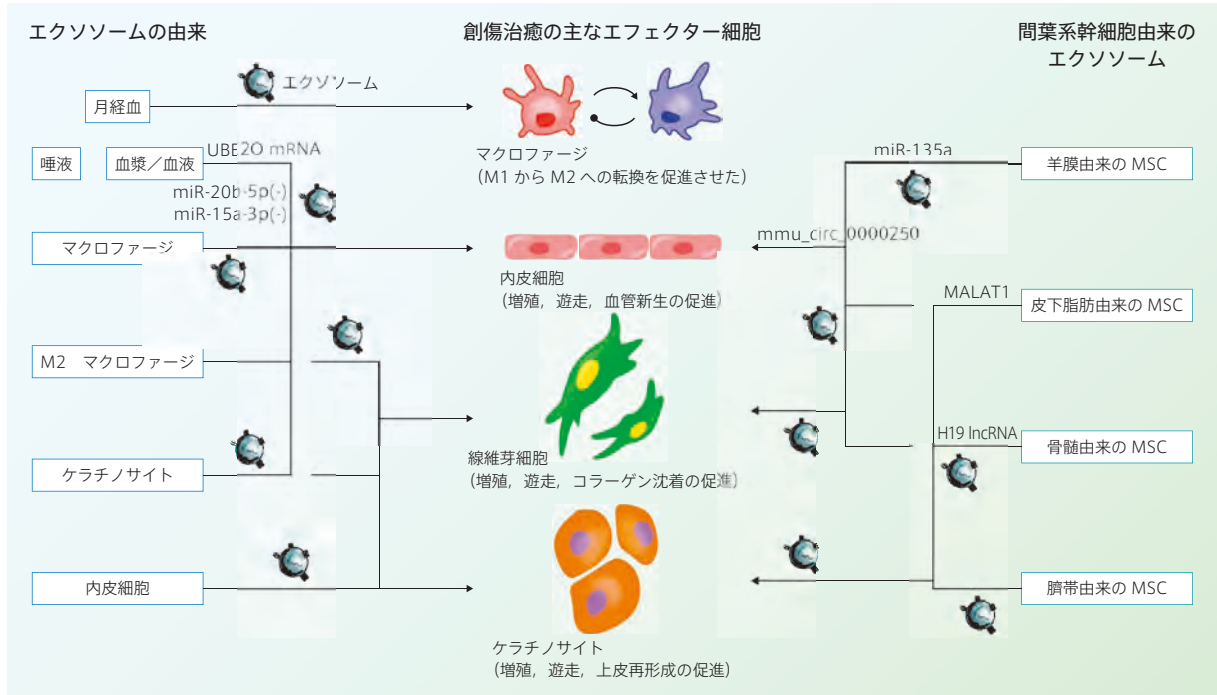 エクソソームの由来
創傷治癒の主なエフェクター細胞
間葉系幹細胞由来の
エクソソーム
エクソソーム
月経血
マクロファージ
(M1 から M2 への転換を促進させた)
唾液
血漿／血液
UBE2O mRNA
miR-20b-5p(-)
miR-15a-3p(-)
miR-135a
羊膜由来の MSC
マクロファージ
mmu_circ_0000250
内皮細胞
(増殖，遊走，血管新生の促進)
MALAT1
皮下脂肪由来の MSC
M2　マクロファージ
H19 lncRNA
骨髄由来の MSC
線維芽細胞
(増殖，遊走，コラーゲン沈着の促進)
ケラチノサイト
内皮細胞
臍帯由来の MSC
ケラチノサイト
(増殖，遊走，上皮再形成の促進)